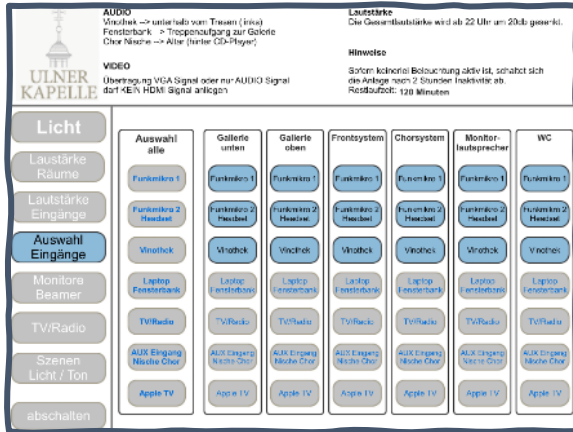 AUDIO
Vinothek --> unterhalb vom Tresen (links)
Fensterbank --> Treppenaufgang zur Galerie
Chor Nische --> Altar (hinter CD-Player)
VIDEO
Übertragung VGA Signal oder nur AUDIO Signal
darf KEIN HDMI Signal anliegen
Lautstärke
Die Gesamtlautstärke wird ab 22 Uhr um 20db gesenkt.
Hinweise
Sofern keinerlei Beleuchtung aktiv ist, schaltet sich
die Anlage nach 2 Stunden Inaktivität ab.
Restlaufzeit: 120 Minuten
ULNER
KAPELLE
Licht
Laustärke
Räume
Lautstärke
Eingänge
Auswahl
Eingänge
Monitore
Beamer
TV/Radio
Szenen
Licht / Ton
abschalten
Auswahl
alle
Funkmikro 1
Funkmikro 2
Headset
Vinothek
Laptop
Fensterbank
TV/Radio
AUX Eingang
Nische Chor
Apple TV
Gallerie
unten
Funkmikro 1
Funkmikro 2
Headset
Vinothek
Laptop
Fensterbank
TV/Radio
AUX Eingang
Nische Chor
Apple TV
Gallerie
oben
Funkmikro 1
Funkmikro 2
Headset
Vinothek
Laptop
Fensterbank
TV/Radio
AUX Eingang
Nische Chor
Apple TV
Frontsystem
Funkmikro 1
Funkmikro 2
Headset
Vinothek
Laptop
Fensterbank
TV/Radio
AUX Eingang
Nische Chor
Apple TV
Chorsystem
Funkmikro 1
Funkmikro 2
Headset
Vinothek
Laptop
Fensterbank
TV/Radio
AUX Eingang
Nische Chor
Apple TV
Monitor-
lautsprecher
Funkmikro 1
Funkmikro 2
Headset
Vinothek
Laptop
Fensterbank
TV/Radio
AUX Eingang
Nische Chor
Apple TV
WC
Funkmikro 1
Funkmikro 2
Headset
Vinothek
Laptop
Fensterbank
TV/Radio
AUX Eingang
Nische Chor
Apple TV